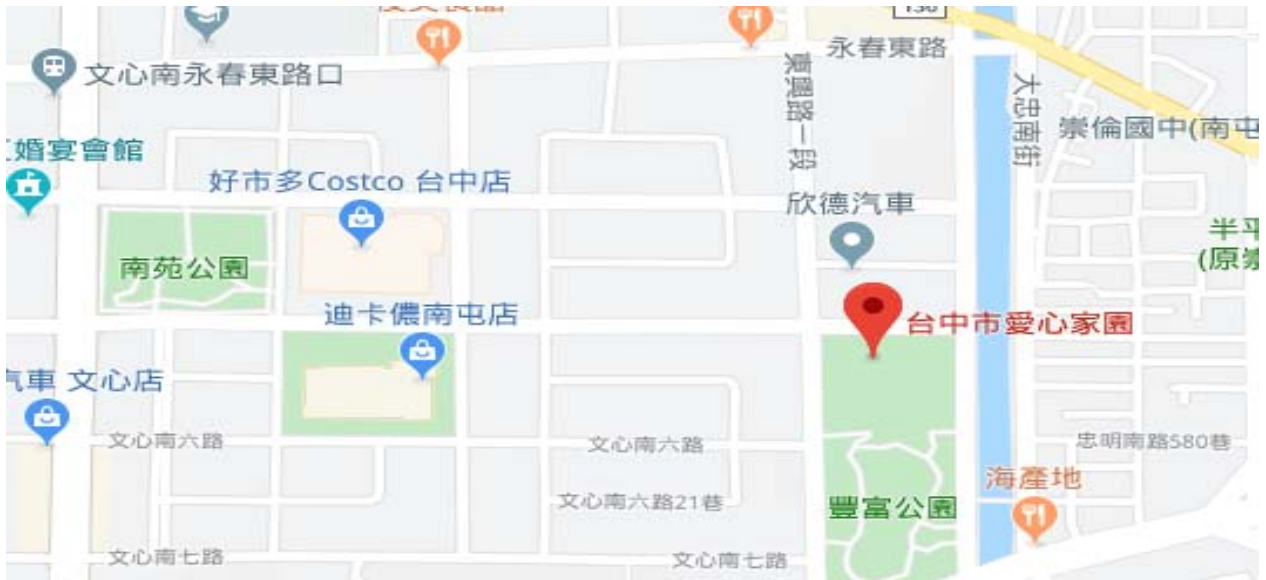 永春東路
文心南永春東路口
東興路一段
大忠南街
崇倫國中(南屯
婚宴會館
好市多Costco 台中店
欣德汽車
半平
(原崇
南苑公園
迪卡儂南屯店
台中市愛心家園
汽車 文心店
文心南六路
文心南六路
忠明南路580巷
海產地
文心南六路21巷
豐富公園
文心南七路
文心南七路